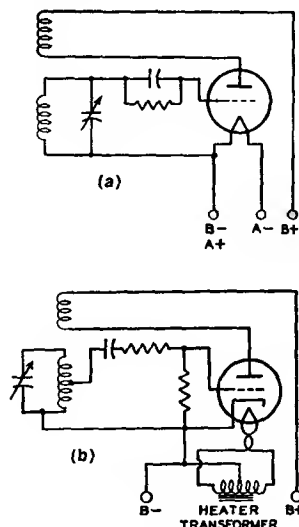 (a)
B- A- B+
A+
(b)
B- HEATER B+
TRANSFORMER